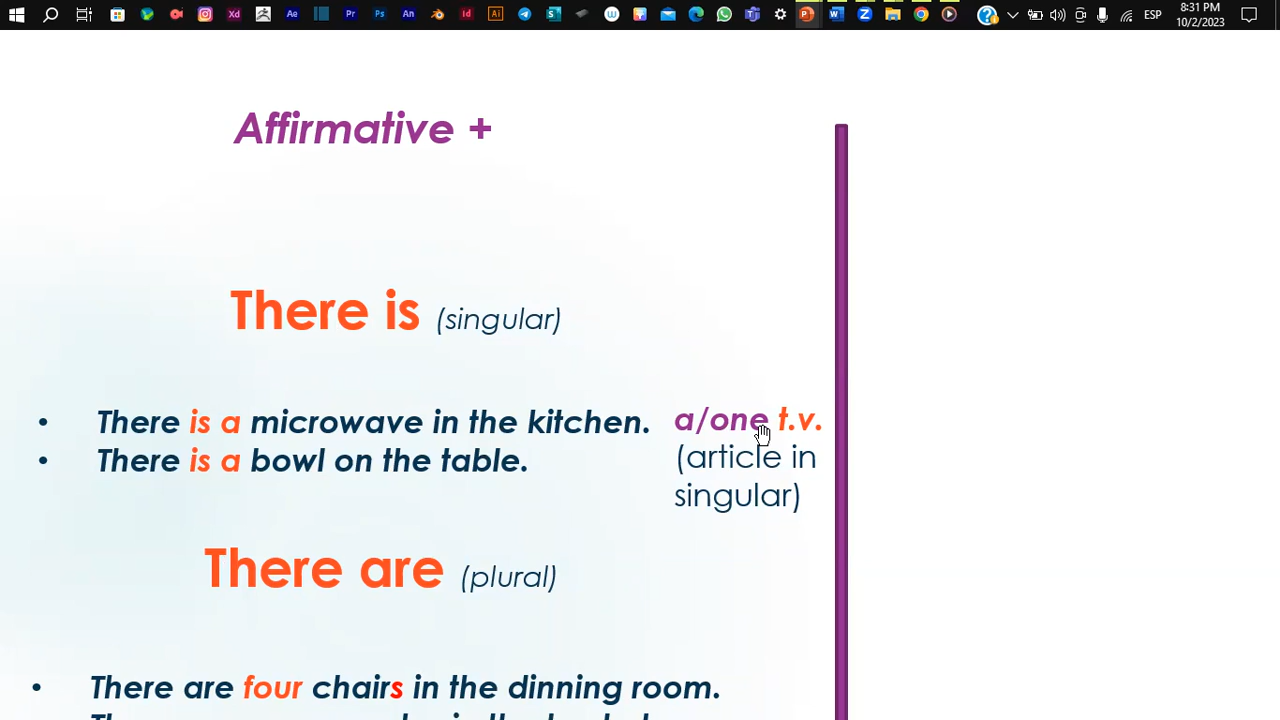 8:31 PM
ESP
10/2/2023
Affirmative +
There is (singular)
• There is a microwave in the kitchen.
a/one t.v.
• There is a bowl on the table.
(article in
singular)
There are (plural)
• There are four chairs in the dinning room.